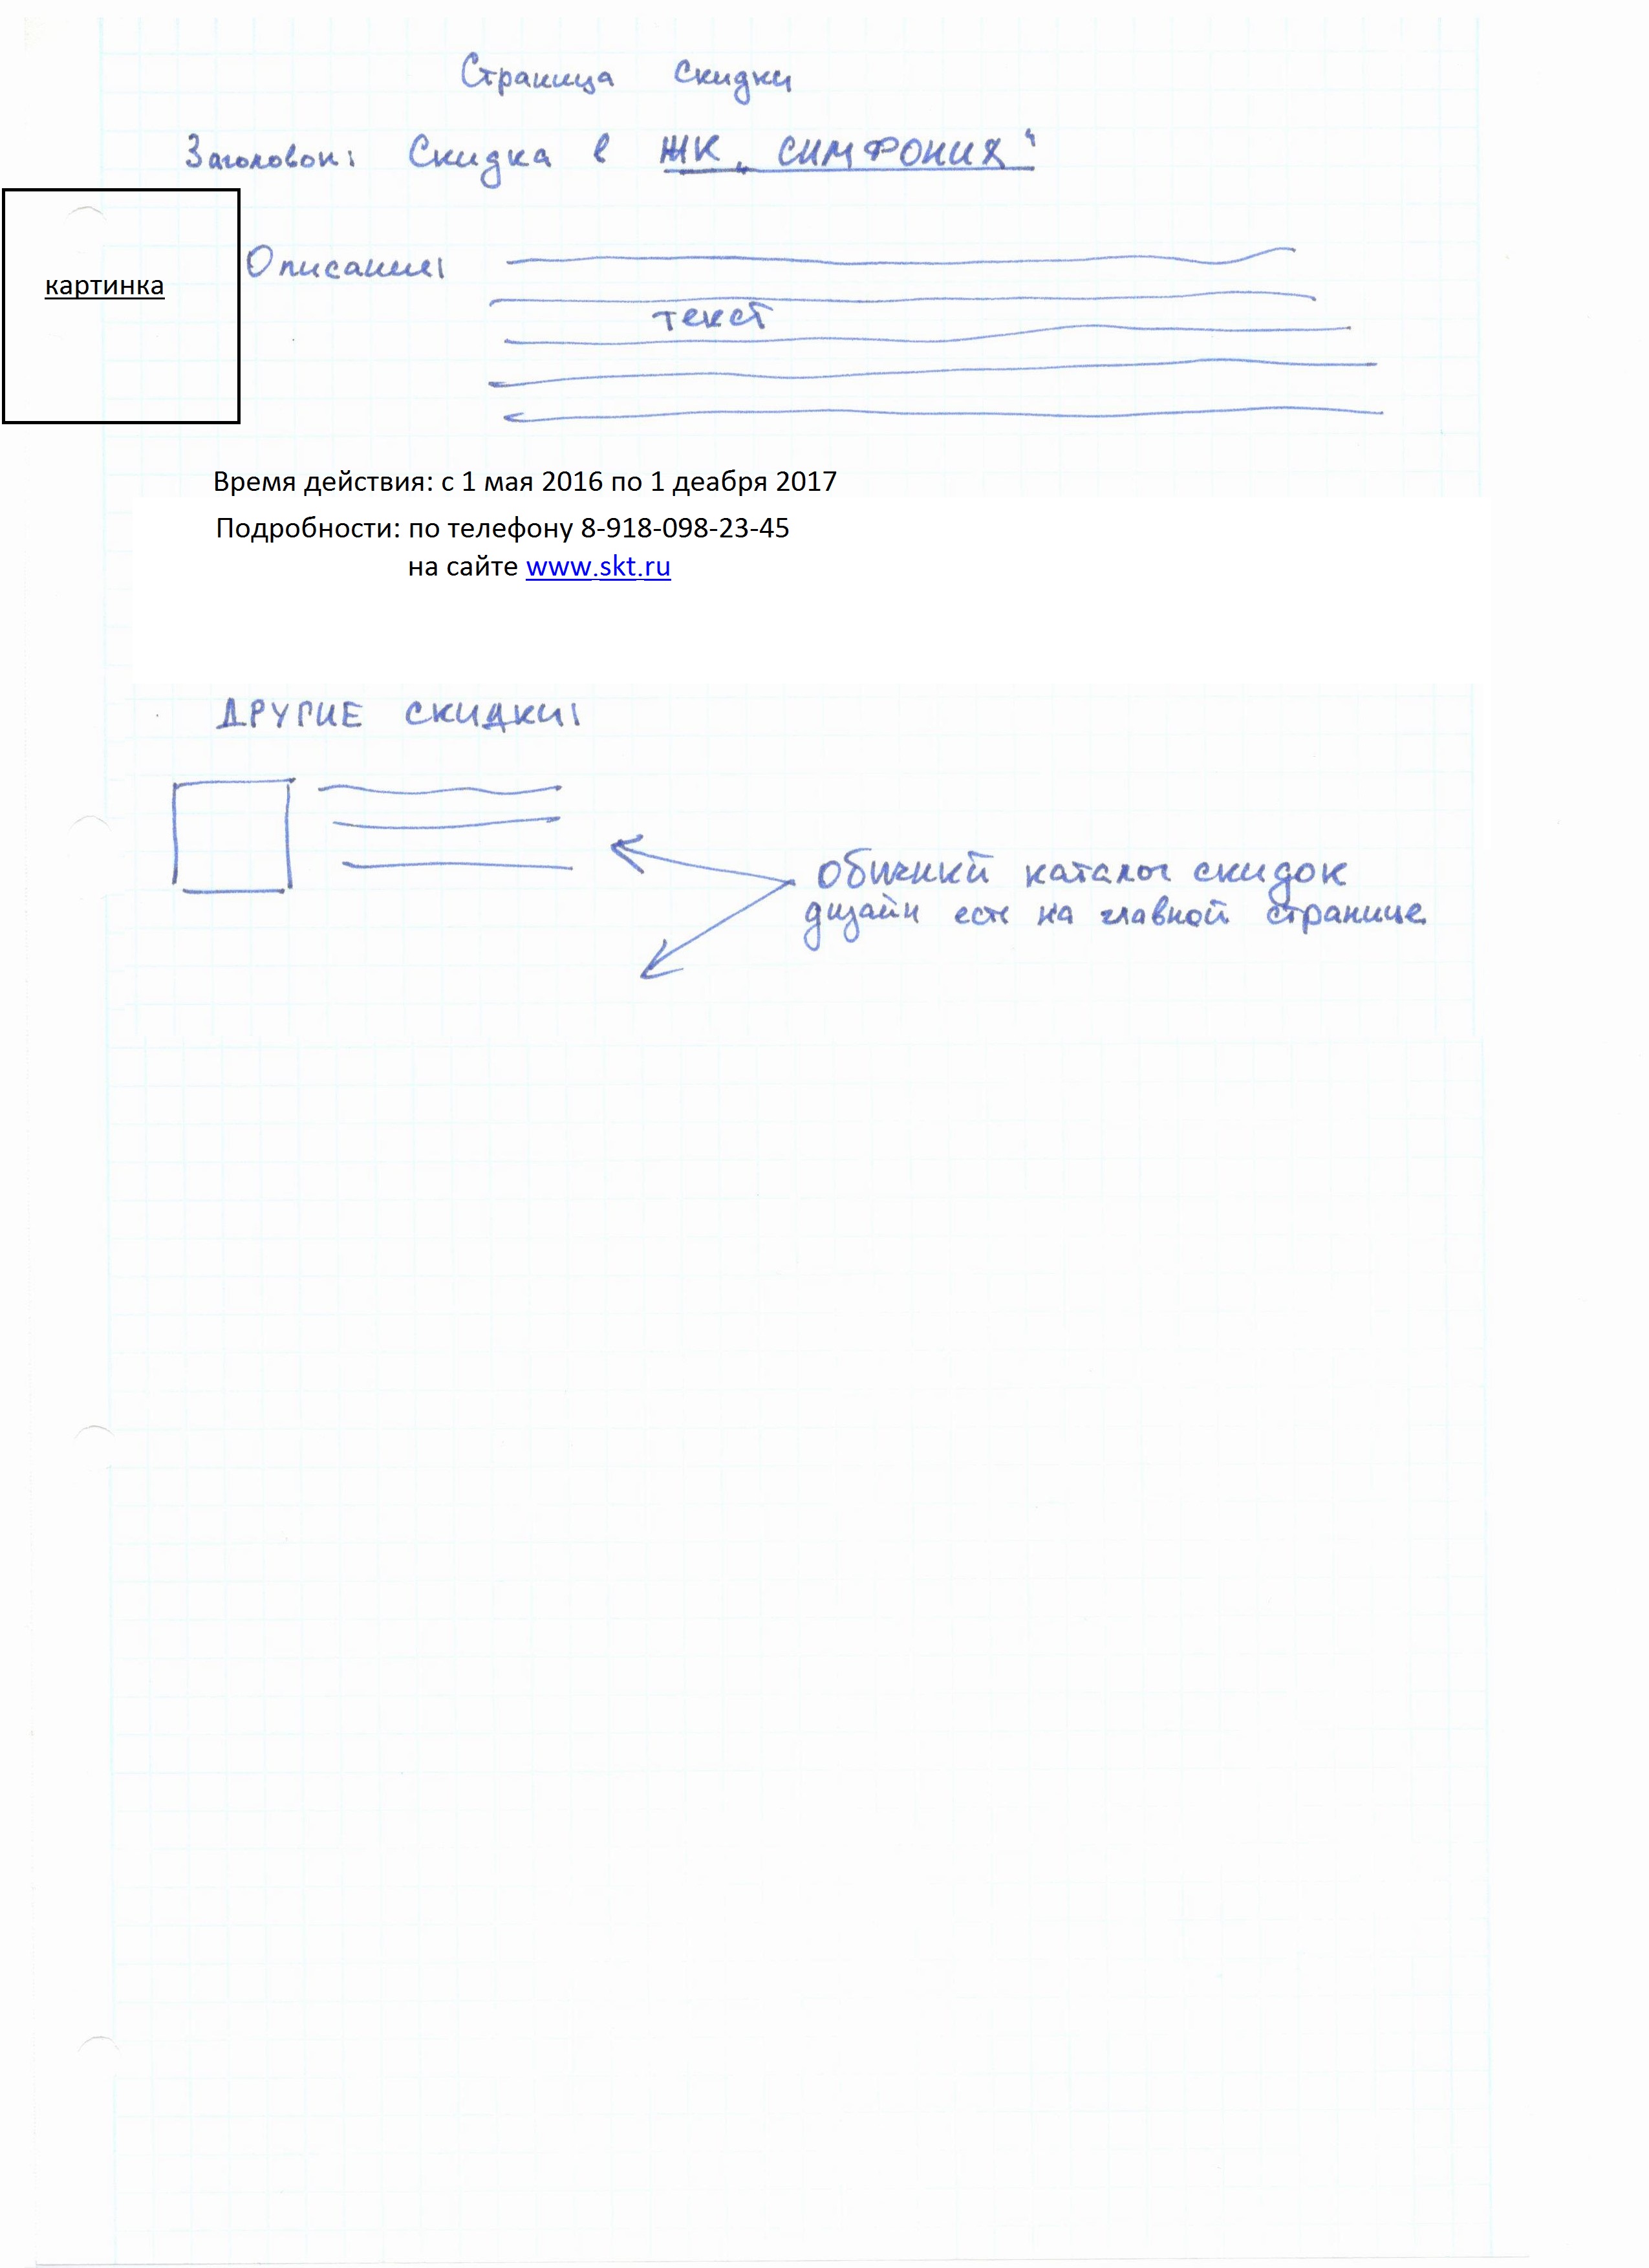 Страница Скидки
Заголовок: Скидка в ЖК „СИМФОНИЯ“
картинка
Описание:
текст
Время действия: с 1 мая 2016 по 1 деабря 2017
Подробности: по телефону 8-918-098-23-45
на сайте www.skt.ru
ДРУГИЕ СКИДКИ:
обычный каталог скидок
дизайн есть на главной странице